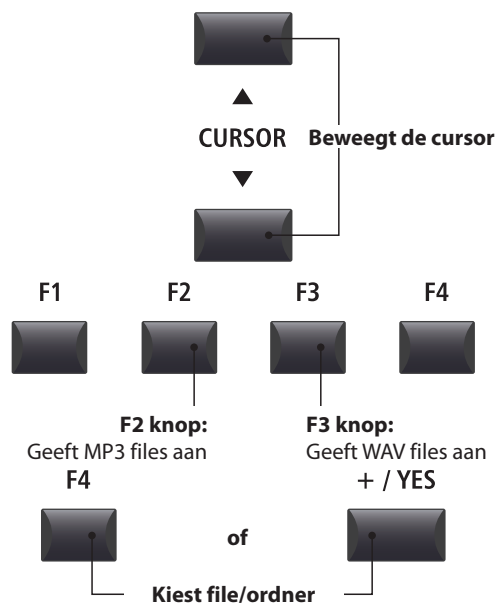 ▲
CURSOR Beweegt de cursor
▼
F1 F2 F3 F4
F2 knop:
Geeft MP3 files aan
F3 knop:
Geeft WAV files aan
F4 + / YES
of
Kiest file/ordner